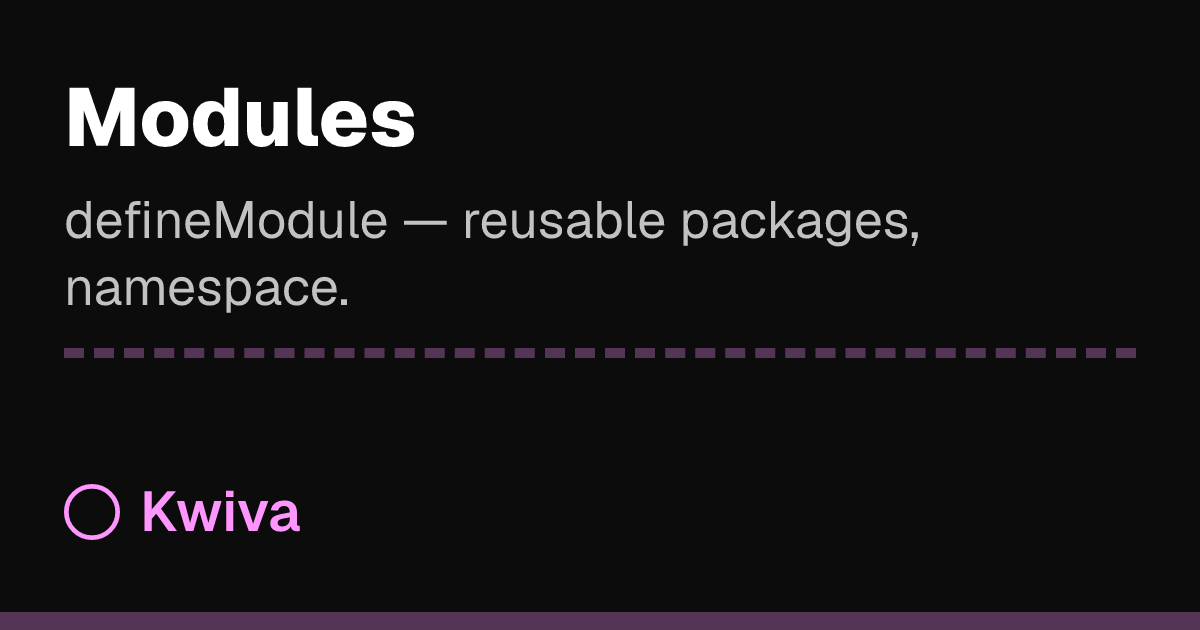 Modules
defineModule — reusable packages,
namespace.
Kwiva